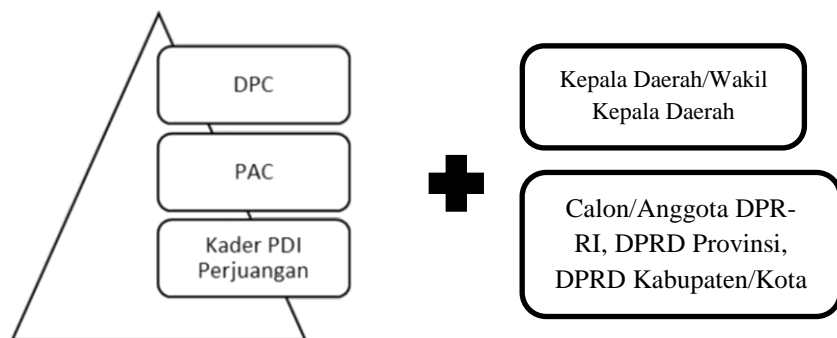 DPC
PAC
Kader PDI
Perjuangan
Kepala Daerah/Wakil
Kepala Daerah
Calon/Anggota DPR-
RI, DPRD Provinsi,
DPRD Kabupaten/Kota